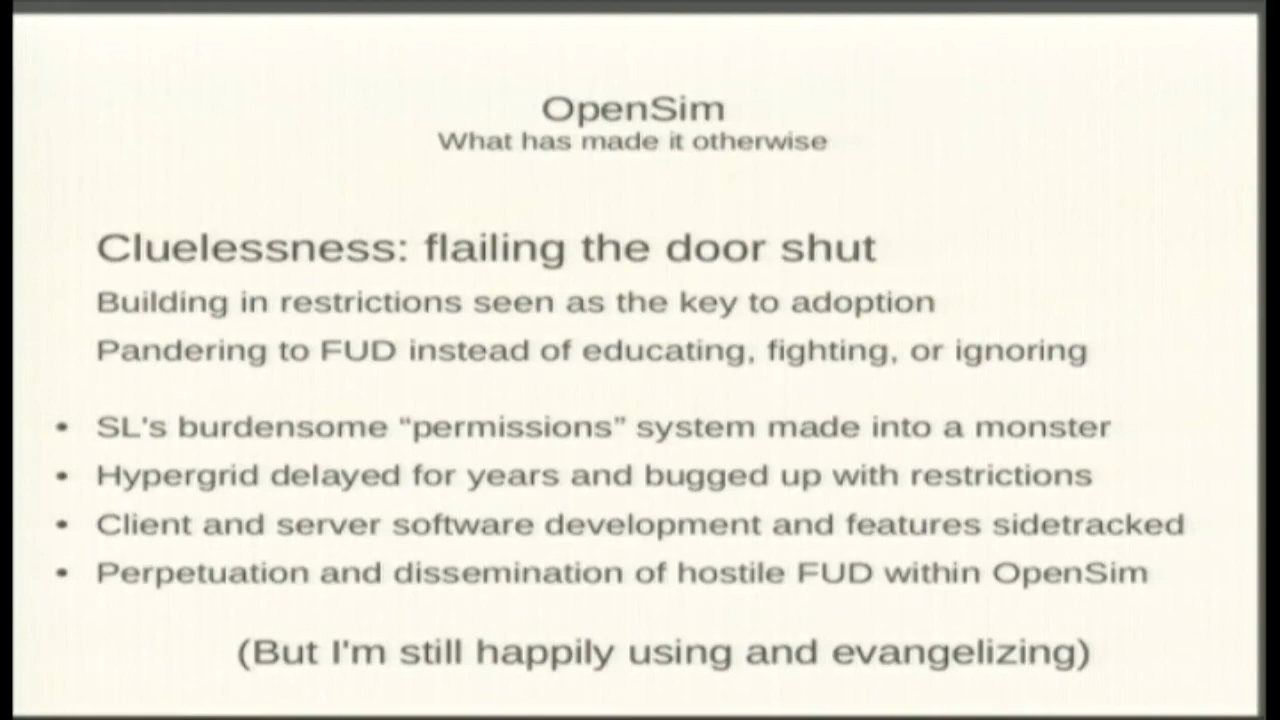 OpenSim
What has made it otherwise
Cluelessness: flailing the door shut
Building in restrictions seen as the key to adoption
Pandering to FUD instead of educating, fighting, or ignoring
• SL's burdensome “permissions” system made into a monster
• Hypergrid delayed for years and bugged up with restrictions
• Client and server software development and features sidetracked
• Perpetuation and dissemination of hostile FUD within OpenSim
(But I'm still happily using and evangelizing)